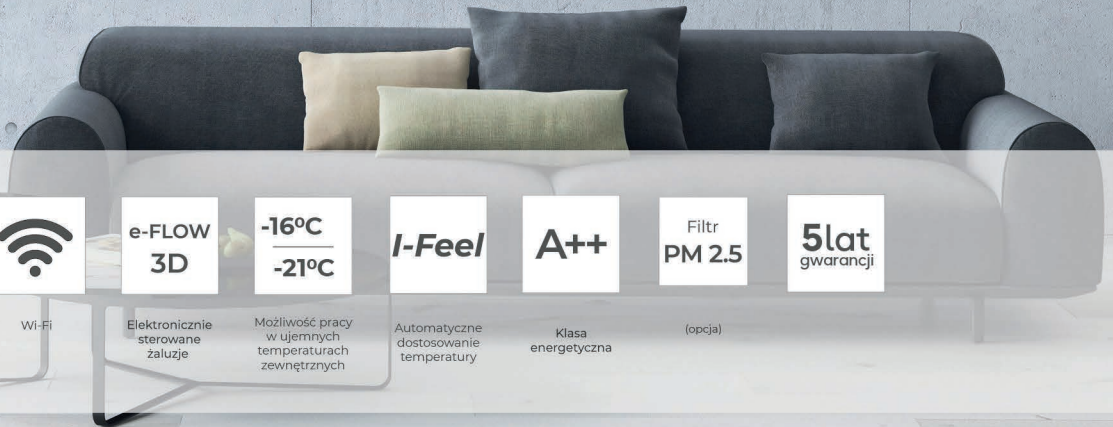 e-FLOW
3D
-16ºC
-21ºC
I-Feel
A++
Filtr
PM 2.5
5lat
gwarancji
Wi-Fi
Elektronicznie
sterowane
żaluzje
Możliwość pracy
w ujemnych
temperaturach
zewnętrznych
Automatyczne
dostosowanie
temperatury
Klasa
energetyczna
(opcja)